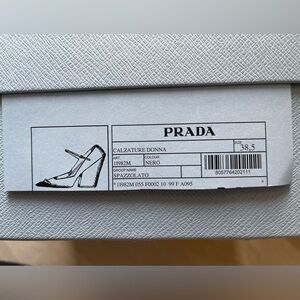 PRADA
CALZATURE DONNA
SIZE
38,5
ART
1I982M
COLOUR
NERO
GROUP NAME
SPAZZOLATO
8057764202111
*1I982M 055 F0002 10 99 F A095